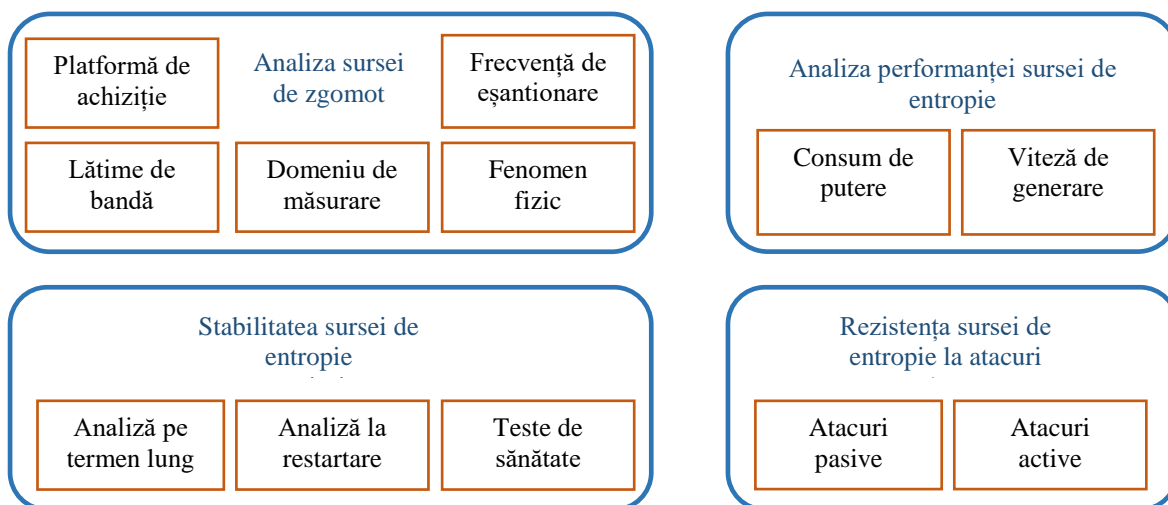 Platformă de
achiziție
Analiza sursei
de zgomot
Frecvență de
eșantionare
Lătime de
bandă
Domeniu de
măsurare
Fenomen
fizic
Analiza performanței sursei de
entropie
Consum de
putere
Viteză de
generare
Stabilitatea sursei de
entropie
Analiză pe
termen lung
Analiză la
restartare
Teste de
sănătate
Rezistența sursei de
entropie la atacuri
Atacuri
pasive
Atacuri
active